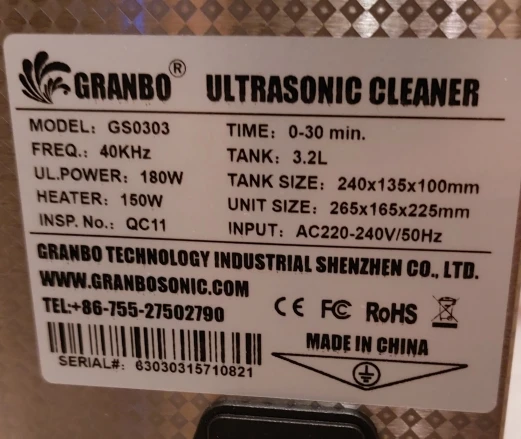 GRANBO® ULTRASONIC CLEANER
MODEL: GS0303 TIME: 0-30 min.
FREQ.: 40KHz TANK: 3.2L
UL.POWER: 180W TANK SIZE: 240x135x100mm
HEATER: 150W UNIT SIZE: 265x165x225mm
INSP. No.: QC11 INPUT: AC220-240V/50Hz
GRANBO TECHNOLOGY INDUSTRIAL SHENZHEN CO., LTD.
WWW.GRANBOSONIC.COM
TEL:+86-755-27502790 CE FC RoHS
MADE IN CHINA
SERIAL#: 63030315710821